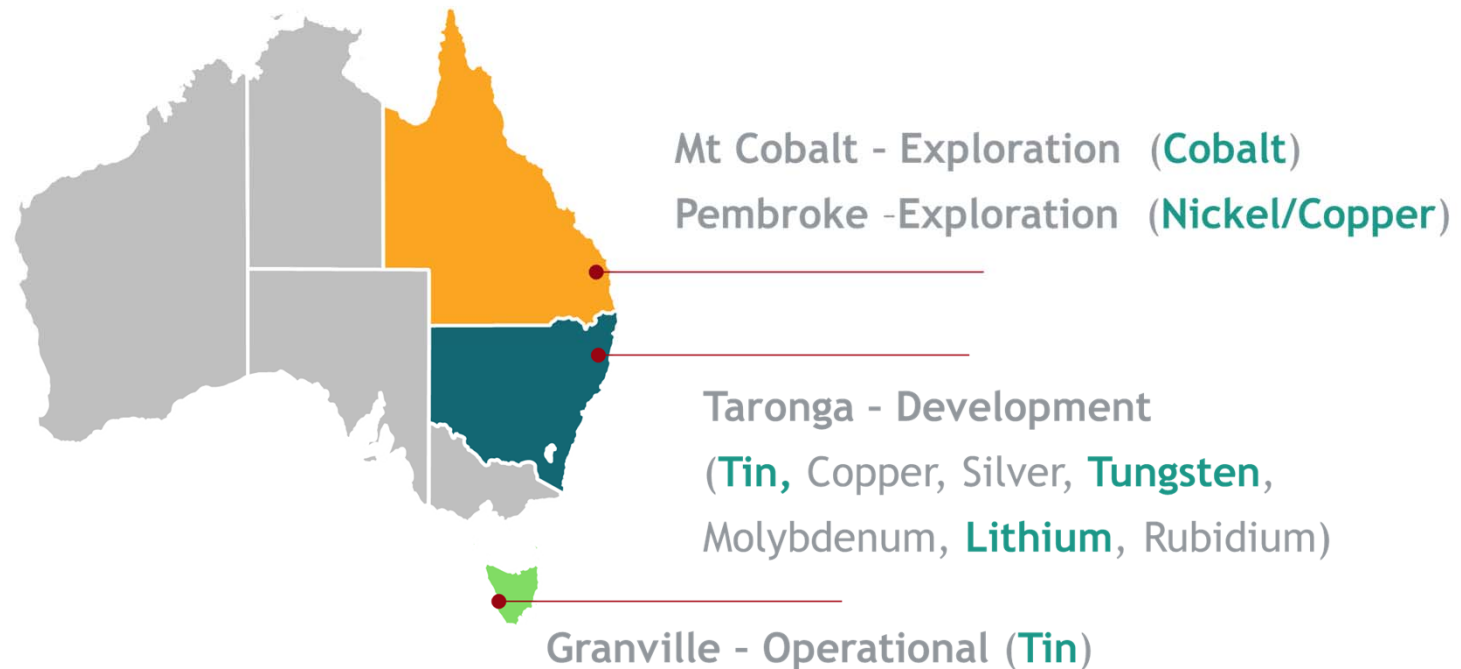 Mt Cobalt - Exploration (Cobalt)
Pembroke –Exploration (Nickel/Copper)
Taronga - Development
(Tin, Copper, Silver, Tungsten,
Molybdenum, Lithium, Rubidium)
Granville - Operational (Tin)